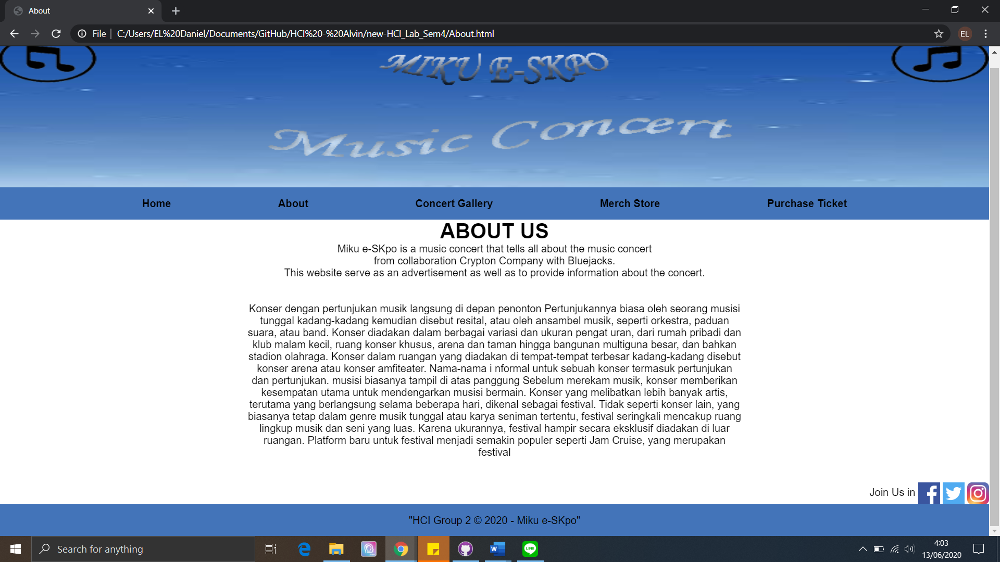 About
File | C:/Users/EL%20Daniel/Documents/GitHub/HCI%20-%20Alvin/new-HCI_Lab_Sem4/About.html
EL
MIKU E-SKPO
Music Concert
Home About Concert Gallery Merch Store Purchase Ticket
ABOUT US
Miku e-SKpo is a music concert that tells all about the music concert
from collaboration Crypton Company with Bluejacks.
This website serve as an advertisement as well as to provide information about the concert.
Konser dengan pertunjukan musik langsung di depan penonton Pertunjukannya biasa oleh seorang musisi
tunggal kadang-kadang kemudian disebut resital, atau oleh ansambel musik, seperti orkestra, paduan
suara, atau band. Konser diadakan dalam berbagai variasi dan ukuran pengat uran, dari rumah pribadi dan
klub malam kecil, ruang konser khusus, arena dan taman hingga bangunan multiguna besar, dan bahkan
stadion olahraga. Konser dalam ruangan yang diadakan di tempat-tempat terbesar kadang-kadang disebut
konser arena atau konser amfiteater. Nama-nama i nformal untuk sebuah konser termasuk pertunjukan
dan pertunjukan. musisi biasanya tampil di atas panggung Sebelum merekam musik, konser memberikan
kesempatan utama untuk mendengarkan musisi bermain. Konser yang melibatkan lebih banyak artis,
terutama yang berlangsung selama beberapa hari, dikenal sebagai festival. Tidak seperti konser lain, yang
biasanya tetap dalam genre musik tunggal atau karya seniman tertentu, festival seringkali mencakup ruang
lingkup musik dan seni yang luas. Karena ukurannya, festival hampir secara eksklusif diadakan di luar
ruangan. Platform baru untuk festival menjadi semakin populer seperti Jam Cruise, yang merupakan
festival
Join Us in
"HCI Group 2 © 2020 - Miku e-SKpo"
Search for anything
W
LINE
4:03
13/06/2020